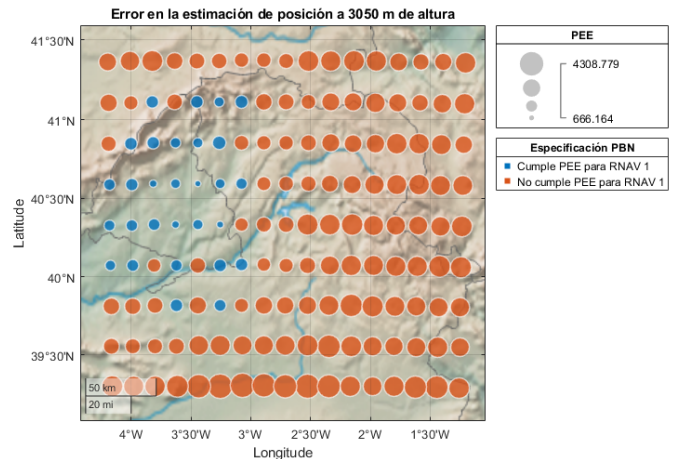 Error en la estimación de posición a 3050 m de altura
41°30'N
41°N
40°30'N
40°N
39°30'N
Latitude
50 km
20 mi
4°W
3°30'W
3°W
2°30'W
2°W
1°30'W
Longitude
PEE
4308.779
666.164
Especificación PBN
Cumple PEE para RNAV 1
No cumple PEE para RNAV 1